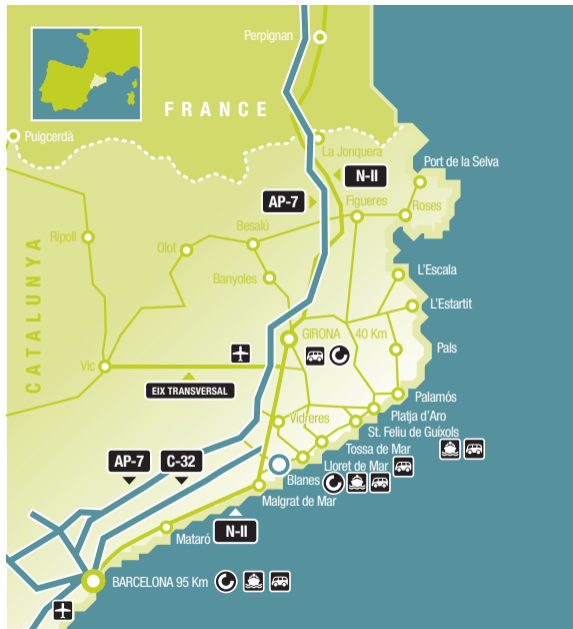 Perpignan
FRANCE
Puigcerdà
La Jonquera
Port de la Selva
N-II
AP-7
Figueres
Roses
Besalú
Ripoll
Olot
Banyoles
L'Escala
L'Estartit
CATALUNYA
GIRONA 40 Km
Pals
Vic
EIX TRANSVERSAL
Palamós
Platja d'Aro
Vidreres
St. Feliu de Guíxols
Tossa de Mar
AP-7
C-32
Lloret de Mar
Blanes
Malgrat de Mar
N-II
Mataró
BARCELONA 95 Km